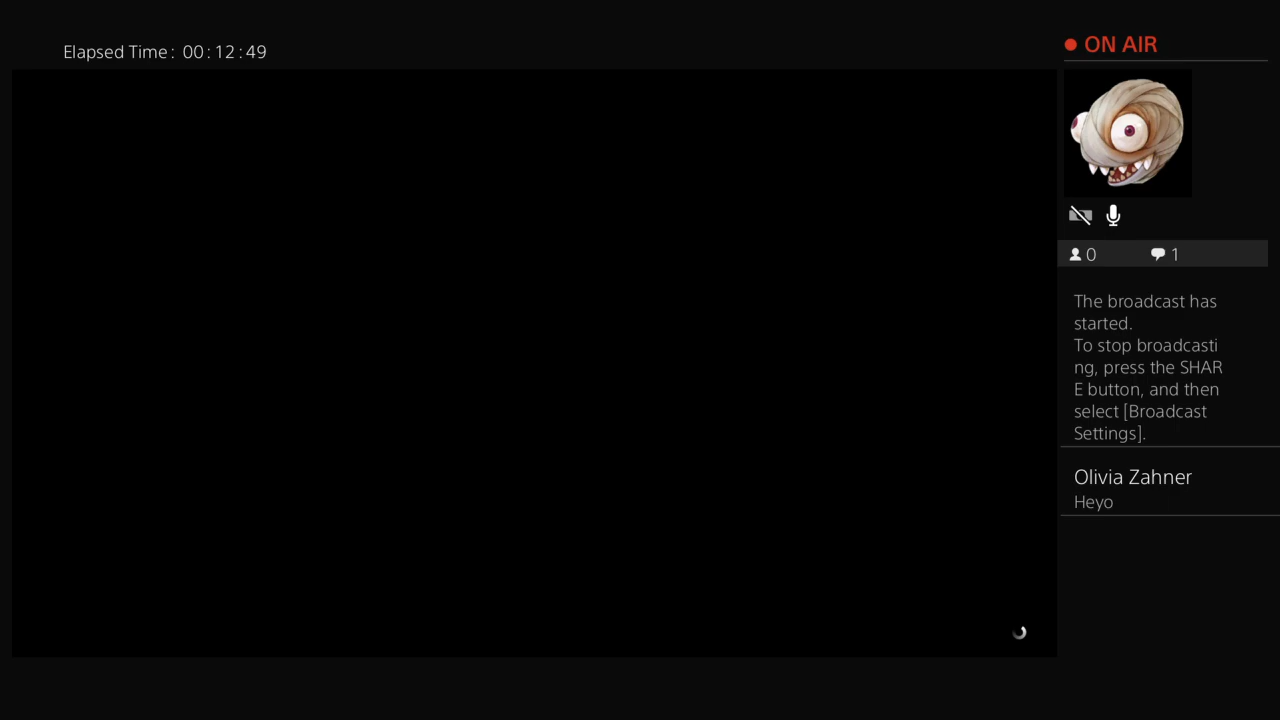 Elapsed Time: 00:12:49
ON AIR
0 1
The broadcast has
started.
To stop broadcasti
ng, press the SHAR
E button, and then
select [Broadcast
Settings].
Olivia Zahner
Heyo